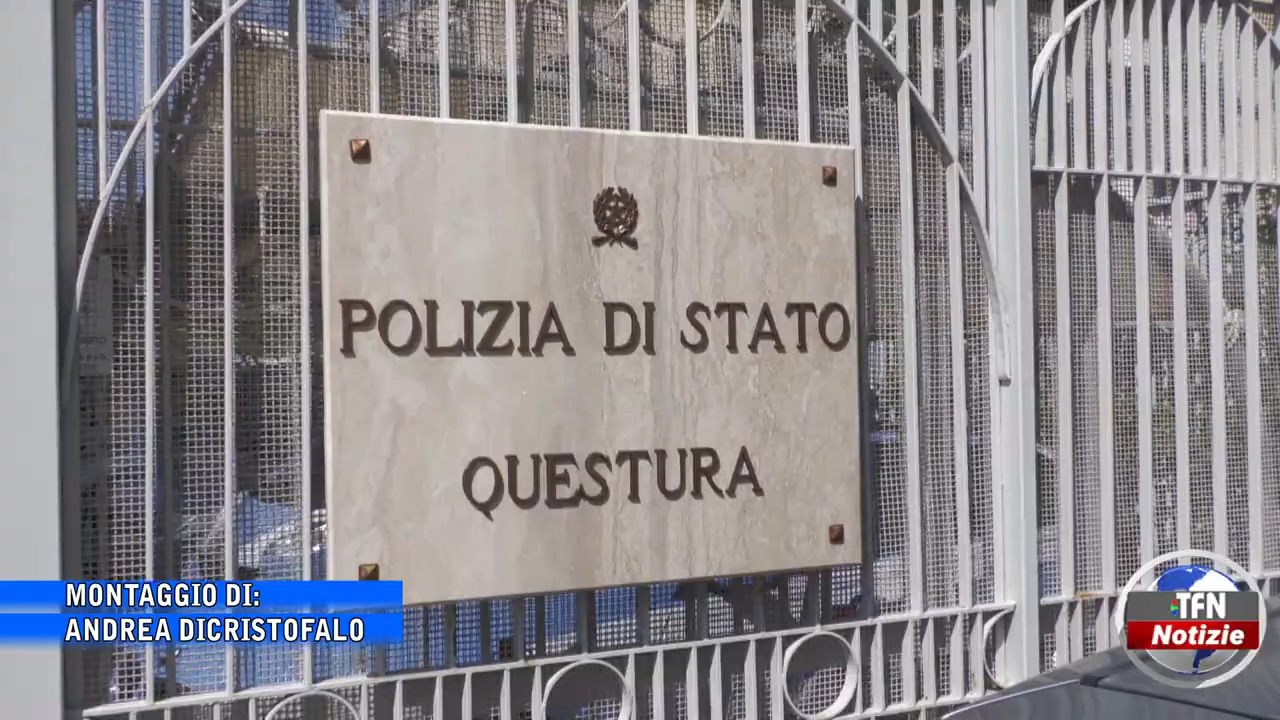 POLIZIA DI STATO
QUESTURA
MONTAGGIO DI:
ANDREA DICRISTOFALO
TFN
Notizie